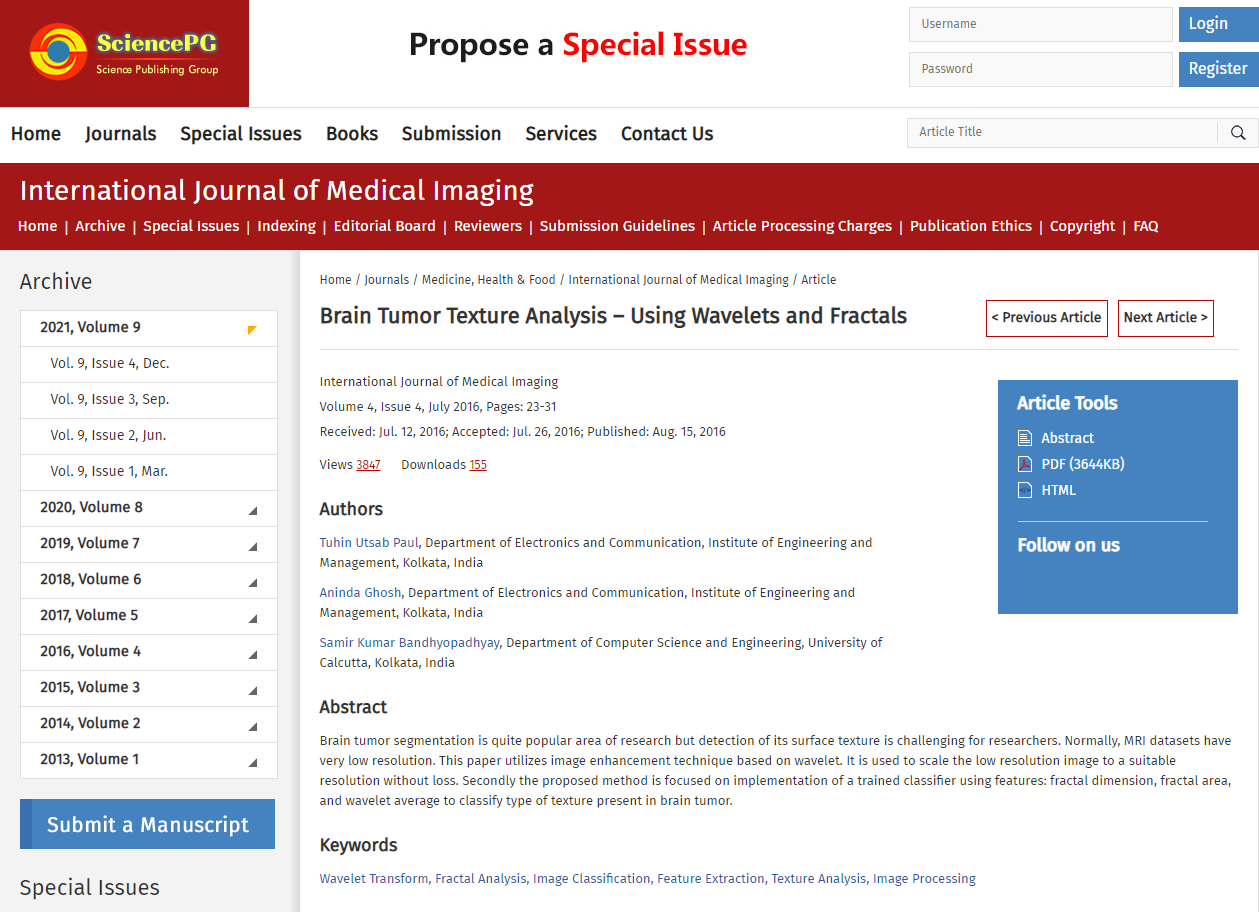 SciencePG
Science Publishing Group
Propose a Special Issue
Username
Login
Password
Register
Home Journals Special Issues Books Submission Services Contact Us
Article Title
International Journal of Medical Imaging
Home | Archive | Special Issues | Indexing | Editorial Board | Reviewers | Submission Guidelines | Article Processing Charges | Publication Ethics | Copyright | FAQ
Archive
2021, Volume 9
Vol. 9, Issue 4, Dec.
Vol. 9, Issue 3, Sep.
Vol. 9, Issue 2, Jun.
Vol. 9, Issue 1, Mar.
2020, Volume 8
2019, Volume 7
2018, Volume 6
2017, Volume 5
2016, Volume 4
2015, Volume 3
2014, Volume 2
2013, Volume 1
Submit a Manuscript
Special Issues
Home / Journals / Medicine, Health & Food / International Journal of Medical Imaging / Article
Brain Tumor Texture Analysis – Using Wavelets and Fractals
< Previous Article
Next Article >
International Journal of Medical Imaging
Volume 4, Issue 4, July 2016, Pages: 23-31
Received: Jul. 12, 2016; Accepted: Jul. 26, 2016; Published: Aug. 15, 2016
Views 3847 Downloads 155
Authors
Tuhin Utsab Paul, Department of Electronics and Communication, Institute of Engineering and
Management, Kolkata, India
Aninda Ghosh, Department of Electronics and Communication, Institute of Engineering and
Management, Kolkata, India
Samir Kumar Bandhyopadhyay, Department of Computer Science and Engineering, University of
Calcutta, Kolkata, India
Article Tools
Abstract
PDF (3644KB)
HTML
Follow on us
Abstract
Brain tumor segmentation is quite popular area of research but detection of its surface texture is challenging for researchers. Normally, MRI datasets have
very low resolution. This paper utilizes image enhancement technique based on wavelet. It is used to scale the low resolution image to a suitable
resolution without loss. Secondly the proposed method is focused on implementation of a trained classifier using features: fractal dimension, fractal area,
and wavelet average to classify type of texture present in brain tumor.
Keywords
Wavelet Transform, Fractal Analysis, Image Classification, Feature Extraction, Texture Analysis, Image Processing